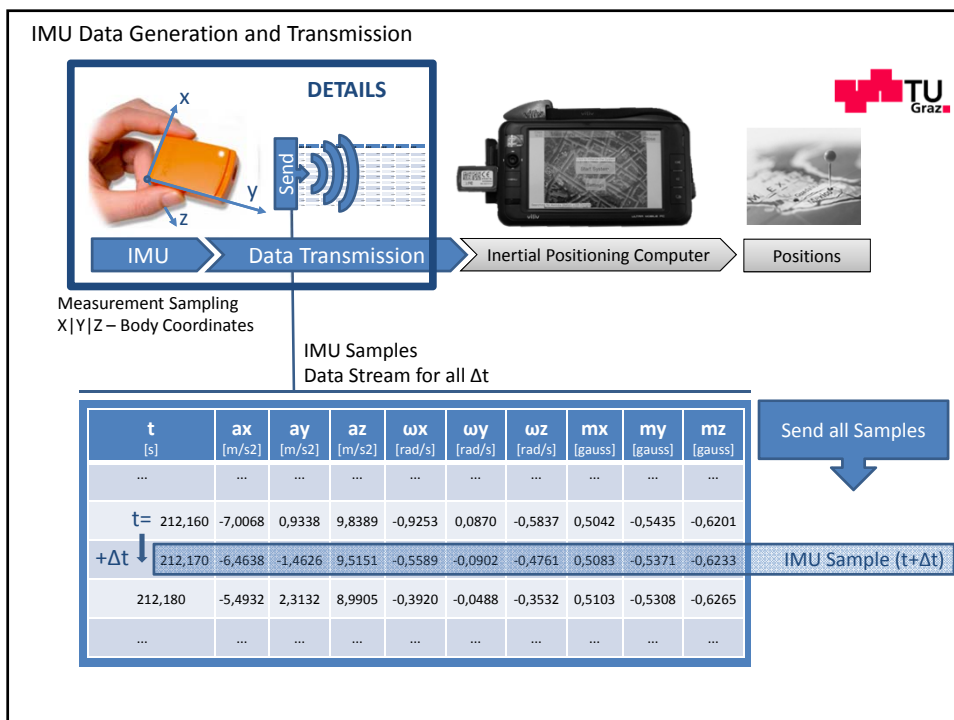 IMU Data Generation and Transmission
DETAILS
TU
Graz
x
y
z
Send
IMU
Data Transmission
Inertial Positioning Computer
Positions
Measurement Sampling
X|Y|Z – Body Coordinates
IMU Samples
Data Stream for all Δt
t ax ay az ωx ωy ωz mx my mz
[s] [m/s2] [m/s2] [m/s2] [rad/s] [rad/s] [rad/s] [gauss] [gauss] [gauss]
... ... ... ... ... ... ... ... ... ...
t= 212,160 -7,0068 0,9338 9,8389 -0,9253 0,0870 -0,5837 0,5042 -0,5435 -0,6201
+Δt 212,170 -6,4638 -1,4626 9,5151 -0,5589 -0,0902 -0,4761 0,5083 -0,5371 -0,6233 IMU Sample (t+Δt)
212,180 -5,4932 2,3132 8,9905 -0,3920 -0,0488 -0,3532 0,5103 -0,5308 -0,6265
... ... ... ... ... ... ... ... ... ...
Send all Samples